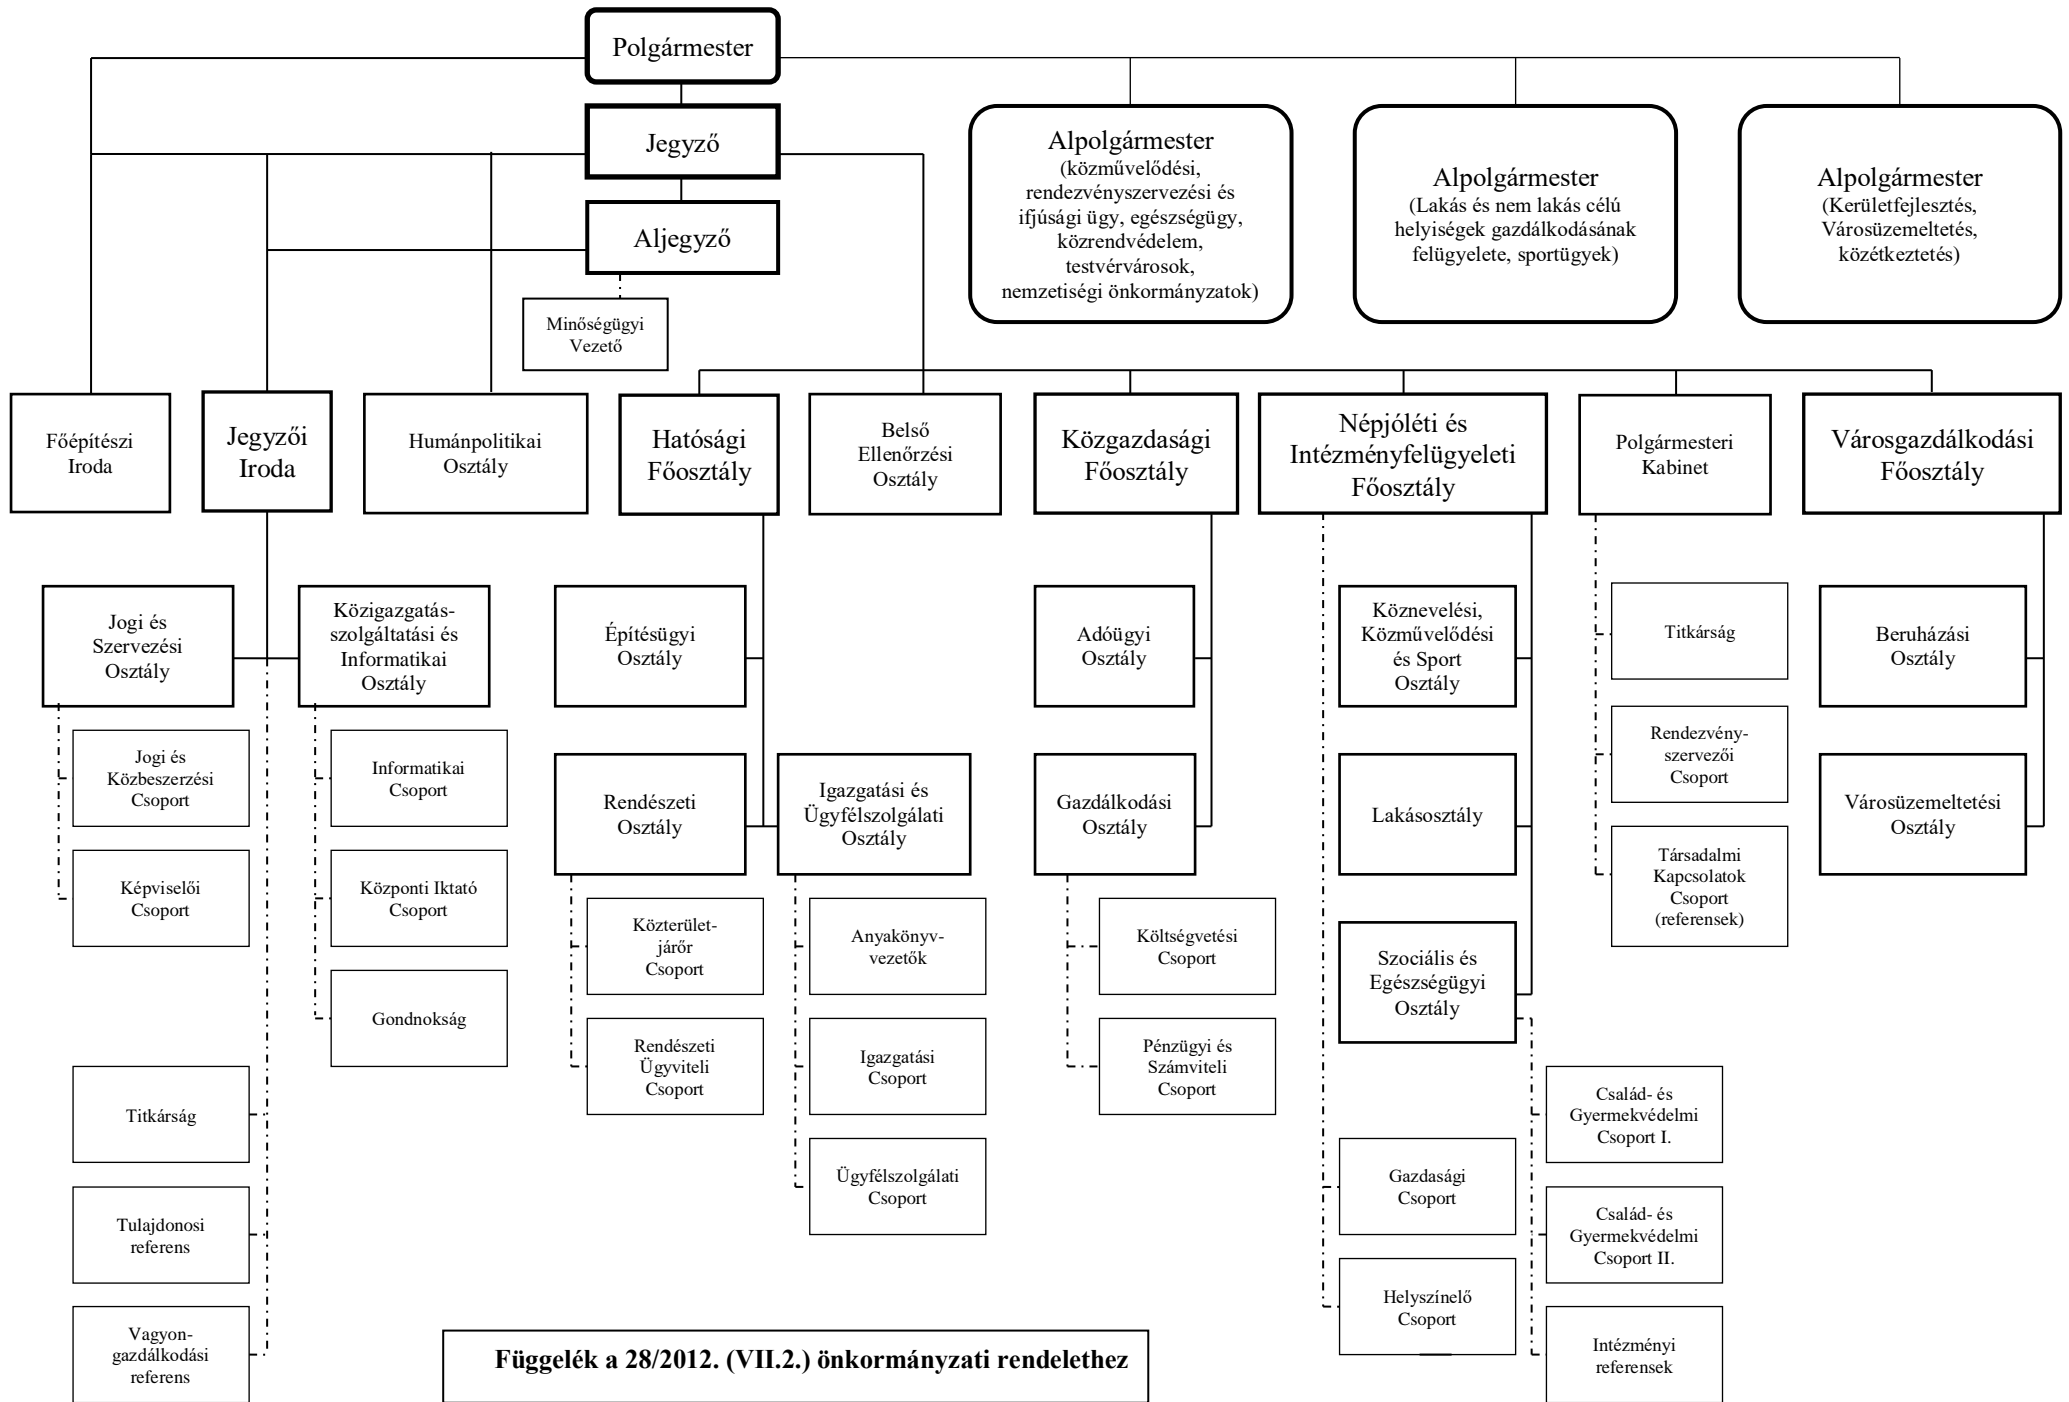 Polgármester
Jegyző
Aljegyző
Minőségügyi
Vezető
Alpolgármester
(közművelődési,
rendezvényszervezési és
ifjúsági ügy, egészségügy,
közrendvédelem,
testvérvárosok,
nemzetiségi önkormányzatok)
Alpolgármester
(Lakás és nem lakás célú
helyiségek gazdálkodásának
felügyelete, sportügyek)
Alpolgármester
(Kerületfejlesztés,
Városüzemeltetés,
közétkeztetés)
Főépítészi
Iroda
Jegyzői
Iroda
Humánpolitikai
Osztály
Hatósági
Főosztály
Belső
Ellenőrzési
Osztály
Közgazdasági
Főosztály
Népjóléti és
Intézményfelügyeleti
Főosztály
Polgármesteri
Kabinet
Városgazdálkodási
Főosztály
Jogi és
Szervezési
Osztály
Közigazgatás-
szolgáltatási és
Informatikai
Osztály
Építésügyi
Osztály
Adóügyi
Osztály
Köznevelési,
Közművelődési
és Sport
Osztály
Titkárság
Beruházási
Osztály
Jogi és
Közbeszerzési
Csoport
Informatikai
Csoport
Rendészeti
Osztály
Igazgatási és
Ügyfélszolgálati
Osztály
Gazdálkodási
Osztály
Lakásosztály
Rendezvény-
szervezői
Csoport
Városüzemeltetési
Osztály
Képviselői
Csoport
Központi Iktató
Csoport
Közterület-
járőr
Csoport
Anyakönyv-
vezetők
Költségvetési
Csoport
Szociális és
Egészségügyi
Osztály
Társadalmi
Kapcsolatok
Csoport
(referensek)
Gondnokság
Rendészeti
Ügyviteli
Csoport
Igazgatási
Csoport
Pénzügyi és
Számviteli
Csoport
Titkárság
Család- és
Gyermekvédelmi
Csoport I.
Ügyfélszolgálati
Csoport
Gazdasági
Csoport
Tulajdonosi
referens
Család- és
Gyermekvédelmi
Csoport II.
Helyszínelő
Csoport
Vagyon-
gazdálkodási
referens
Intézményi
referensek
Függelék a 28/2012. (VII.2.) önkormányzati rendelethez